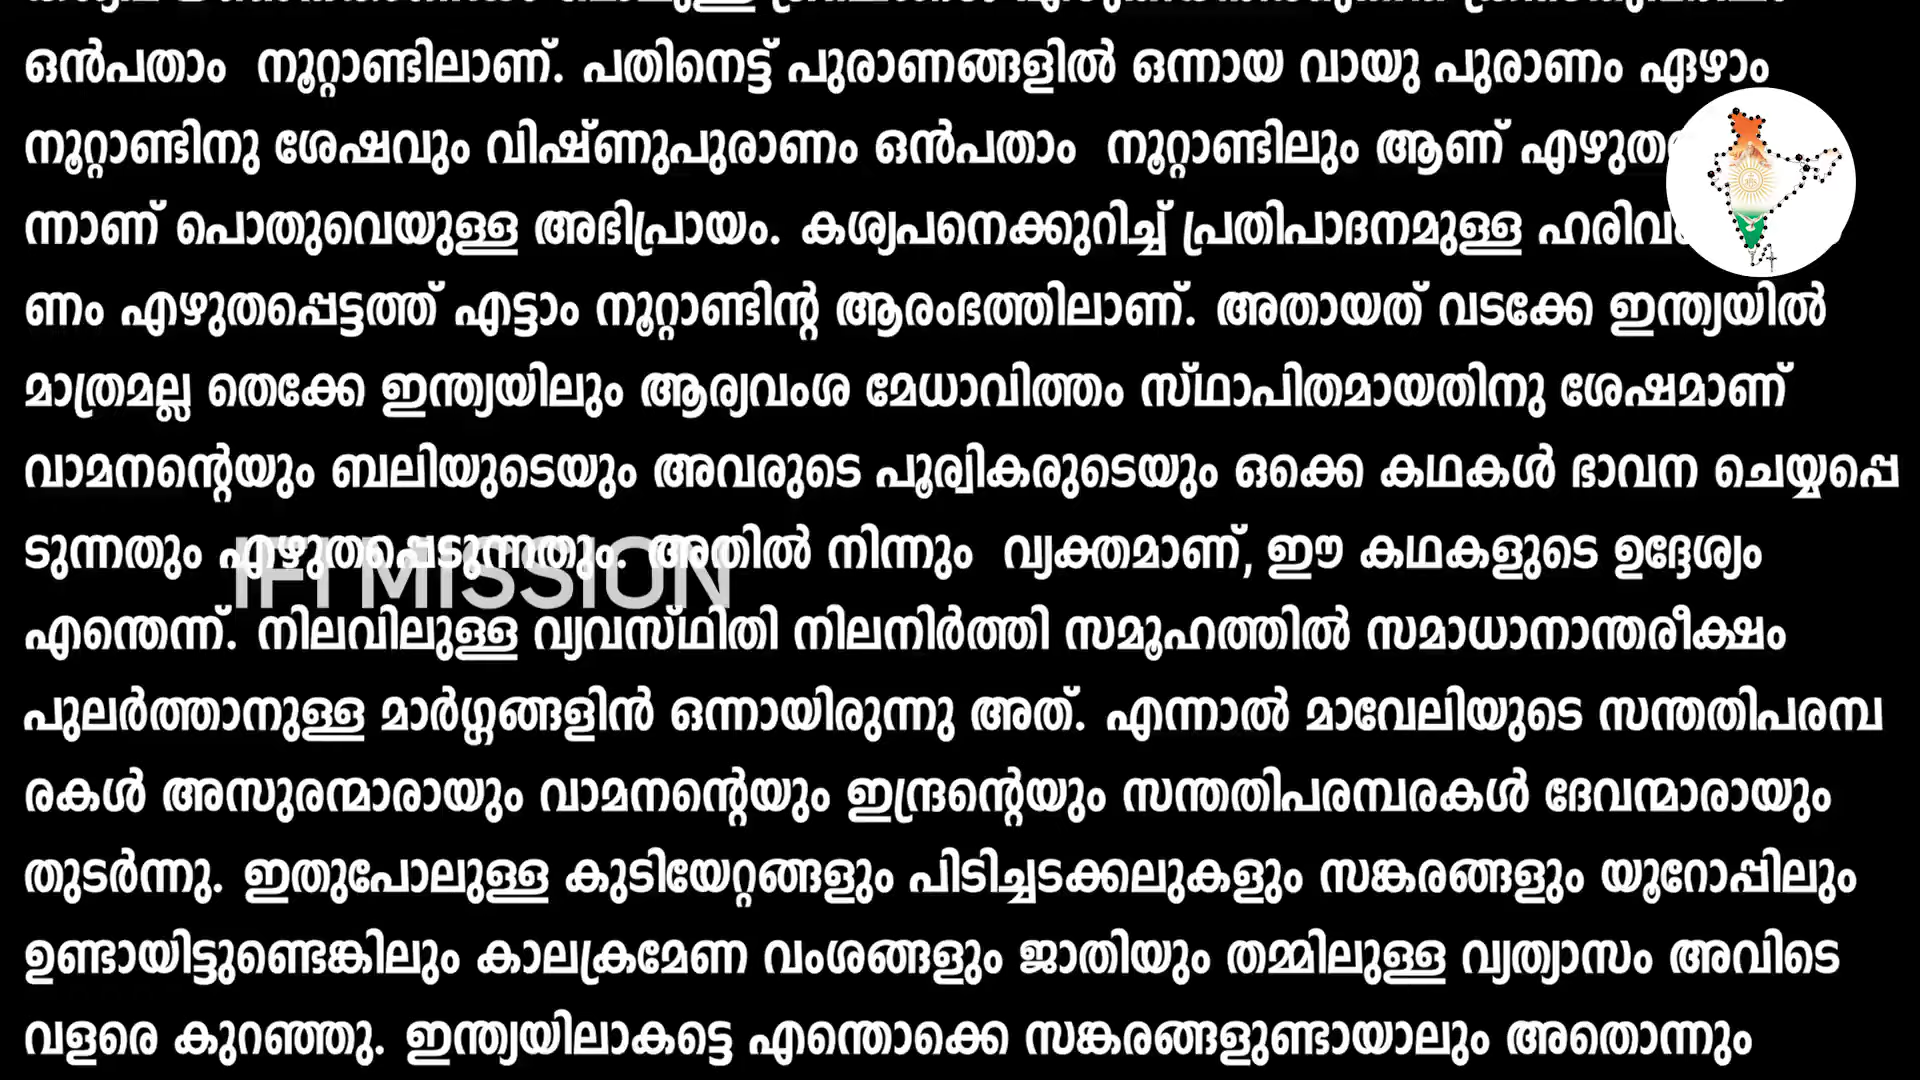 ഒൻപതാം നൂറ്റാണ്ടിലാണ്. പതിനെട്ട് പുരാണങ്ങളിൽ ഒന്നായ വായു പുരാണം ഏഴാം
നൂറ്റാണ്ടിനു ശേഷവും വിഷ്ണുപുരാണം ഒൻപതാം നൂറ്റാണ്ടിലും ആണ്
ന്നാണ് പൊതുവെയുള്ള അഭിപ്രായം. കശ്യപനെക്കുറിച്ച് പ്രതിപാദനമുള്ള
ണം എഴുതപ്പെട്ടത്ത് എട്ടാം നൂറ്റാണ്ടിന്റ ആരംഭത്തിലാണ്. അതായത് വടക്കേ ഇന്ത്യയിൽ
മാത്രമല്ല തെക്കേ ഇന്ത്യയിലും ആര്യവംശ മേധാവിത്തം സ്ഥാപിതമായതിനു ശേഷമാണ്
വാമനന്റെയും ബലിയുടെയും അവരുടെ പൂര്വികരുടെയും ഒക്കെ കഥകൾ ഭാവന ചെയ്യപ്പെ
ടുന്നതും എഴുതപ്പെടുന്നതും. അതിൽ നിന്നും വ്യക്തമാണ്, ഈ കഥകളുടെ ഉദ്ദേശ്യം
IFI MISSION
എന്തെന്ന്. നിലവിലുള്ള വ്യവസ്ഥിതി നിലനിർത്തി സമൂഹത്തിൽ സമാധാനാന്തരീക്ഷം
പുലർത്താനുള്ള മാർഗ്ഗങ്ങളിൻ ഒന്നായിരുന്നു അത്. എന്നാൽ മാവേലിയുടെ സന്തതിപരമ്പ
രകൾ അസുരന്മാരായും വാമനന്റെയും ഇന്ദ്രന്റെയും സന്തതിപരമ്പരകൾ ദേവന്മാരായും
തുടർന്നു. ഇതുപോലുള്ള കുടിയേറ്റങ്ങളും പിടിച്ചടക്കലുകളും സങ്കരങ്ങളും യൂറോപ്പിലും
ഉണ്ടായിട്ടുണ്ടെങ്കിലും കാലക്രമേണ വംശങ്ങളും ജാതിയും തമ്മിലുള്ള വ്യത്യാസം അവിടെ
വളരെ കുറഞ്ഞു. ഇന്ത്യയിലാകട്ടെ എന്തൊക്കെ സങ്കരങ്ങളുണ്ടായാലും അതൊന്നും